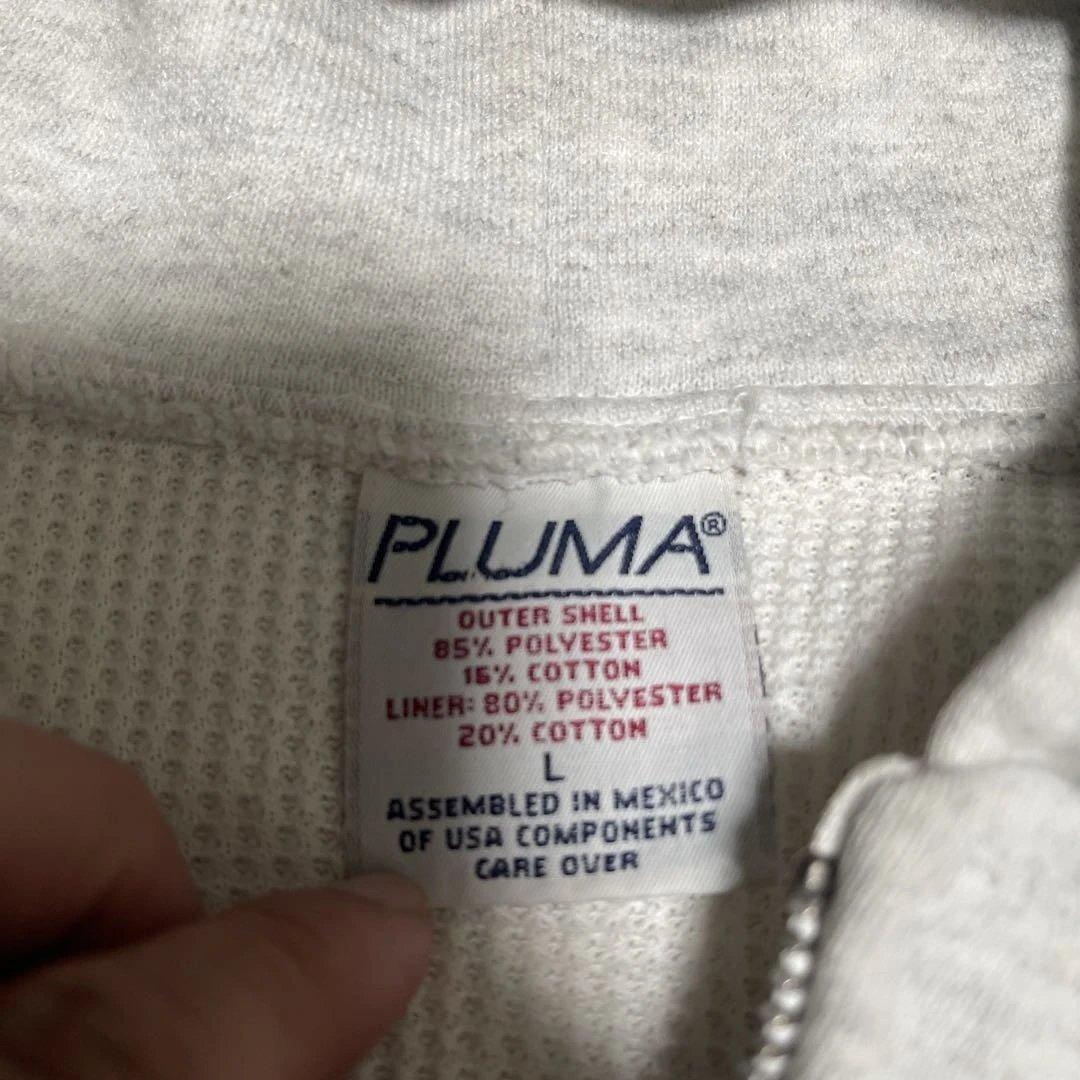 PLUMA®
OUTER SHELL
85% POLYESTER
15% COTTON
LINER: 80% POLYESTER
20% COTTON
L
ASSEMBLED IN MEXICO
OF USA COMPONENTS
CARE OVER